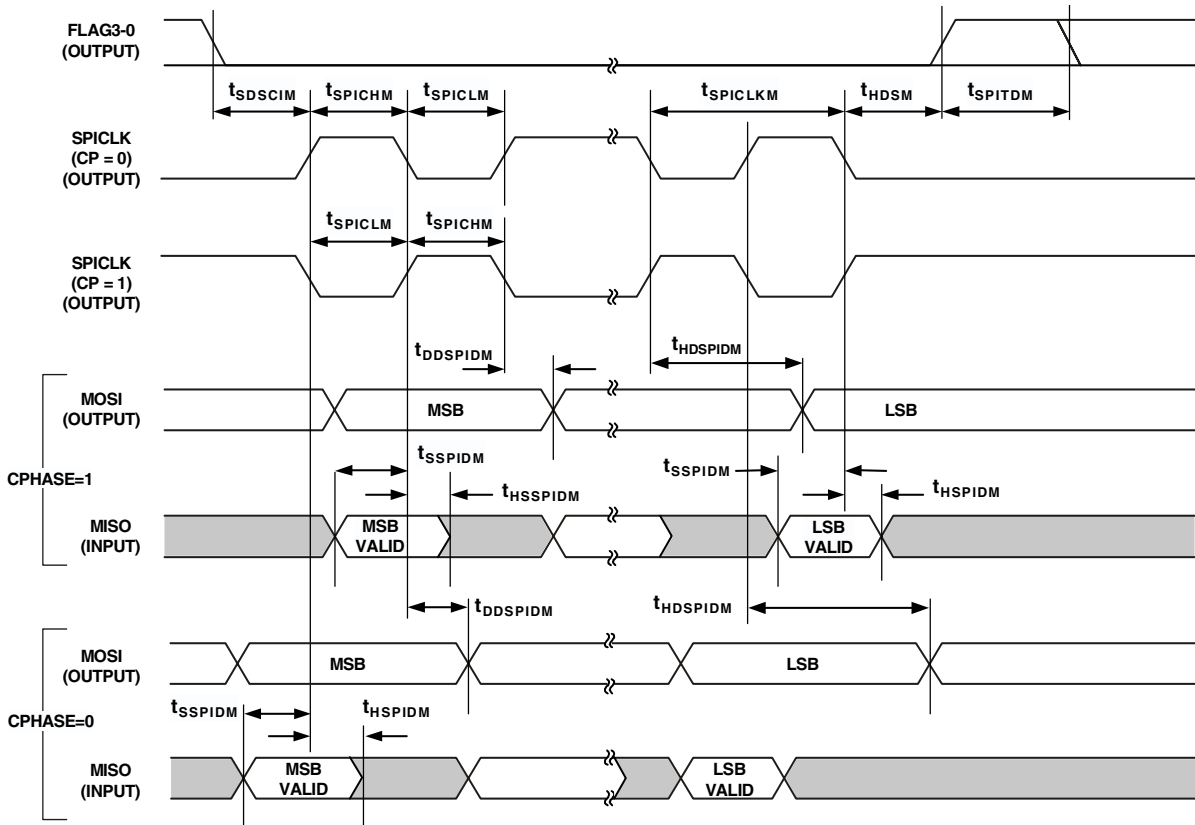 FLAG3-0
(OUTPUT)
tSDSCIM
tSPICHM
tSPICLM
tSPICLKM
tHDSM
tSPITDM
SPICLK
(CP = 0)
(OUTPUT)
tSPICLM
tSPICHM
SPICLK
(CP = 1)
(OUTPUT)
tDDSPIDM
tHDSPIDM
CPHASE=1
MOSI
(OUTPUT)
MSB
LSB
tSSPIDM
tHSSPIDM
tSSPIDM
tHSPIDM
MISO
(INPUT)
MSB
VALID
LSB
VALID
tDDSPIDM
tHDSPIDM
CPHASE=0
MOSI
(OUTPUT)
MSB
LSB
tSSPIDM
tHSPIDM
MISO
(INPUT)
MSB
VALID
LSB
VALID